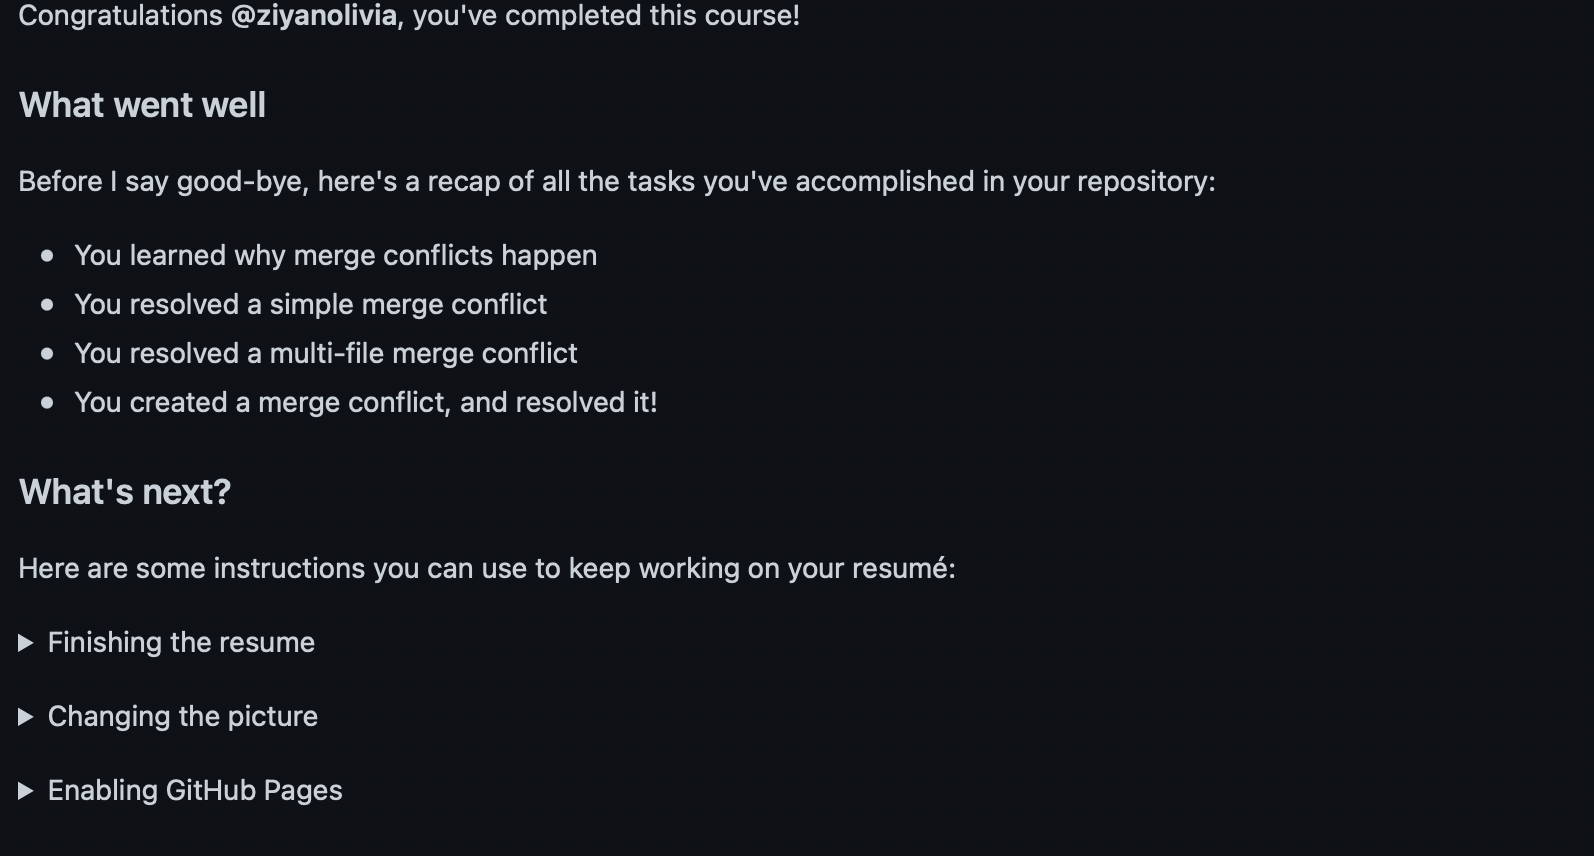 Congratulations @ziyanolivia, you've completed this course!
What went well
Before I say good-bye, here's a recap of all the tasks you've accomplished in your repository:
You learned why merge conflicts happen
You resolved a simple merge conflict
You resolved a multi-file merge conflict
You created a merge conflict, and resolved it!
What's next?
Here are some instructions you can use to keep working on your resumé:
Finishing the resume
Changing the picture
Enabling GitHub Pages